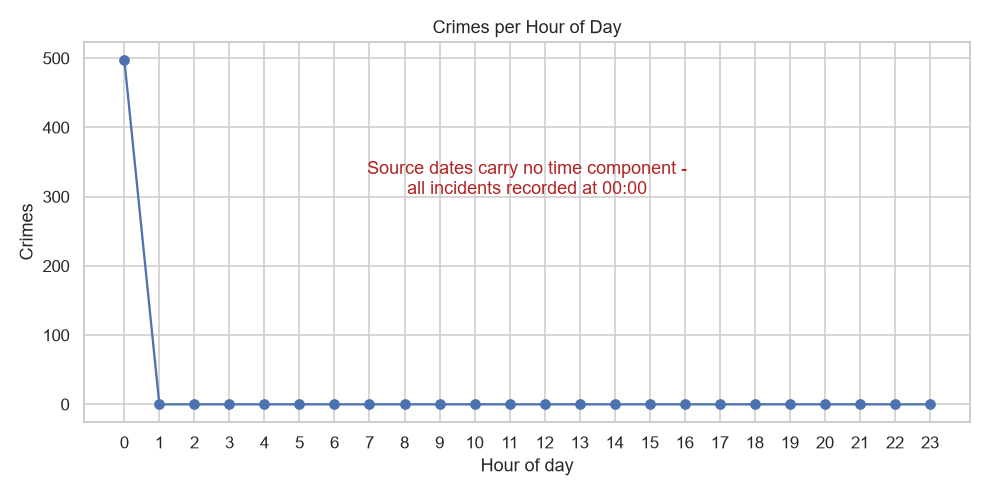 Crimes per Hour of Day
500
400
300
200
100
0
Crimes
Source dates carry no time component -
all incidents recorded at 00:00
0 1 2 3 4 5 6 7 8 9 10 11 12 13 14 15 16 17 18 19 20 21 22 23
Hour of day